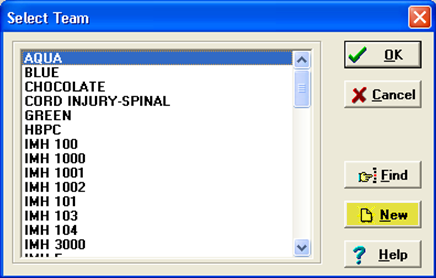 Select Team
AQUA
BLUE
CHOCOLATE
CORD INJURY-SPINAL
GREEN
HBPC
IMH 100
IMH 1000
IMH 1001
IMH 1002
IMH 101
IMH 103
IMH 104
IMH 3000
OK
Cancel
Find
New
Help